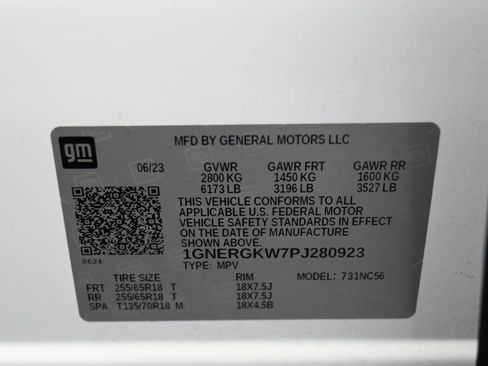 gm
MFD BY GENERAL MOTORS LLC
06/23 GVWR GAWR FRT GAWR RR
2800 KG 1450 KG 1600 KG
6173 LB 3196 LB 3527 LB
THIS VEHICLE CONFORMS TO ALL
APPLICABLE U.S. FEDERAL MOTOR
VEHICLE SAFETY STANDARDS IN EFFECT
ON THE DATE OF MANUFACTURE
SHOWN ABOVE.
8624
1GNERGKW7PJ280923
TYPE: MPV MODEL: 731NC56
TIRE SIZE RIM
FRT 255/65R18 T 18X7.5J
RR 255/65R18 T 18X7.5J
SPA T135/70R18 M 18X4.5B